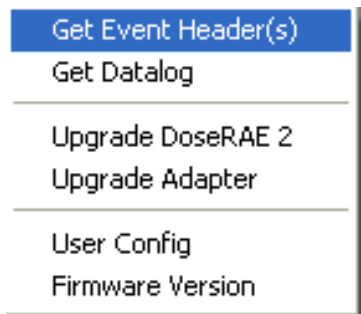 Get Event Header(s)
Get Datalog
Upgrade DoseRAE 2
Upgrade Adapter
User Config
Firmware Version